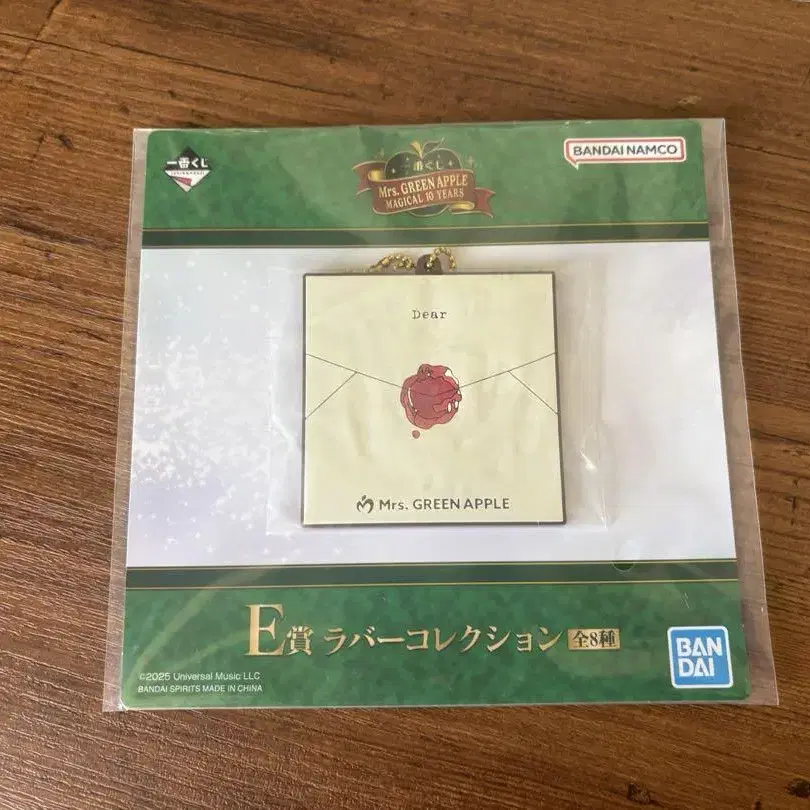 一番くじ
BANDAI NAMCO
一番くじ
Mrs. GREEN APPLE
MAGICAL 10 YEARS
Dear
Mrs. GREEN APPLE
E賞 ラバーコレクション 全8種
©2025 Universal Music LLC
BANDAI SPIRITS MADE IN CHINA
BAN
DAI